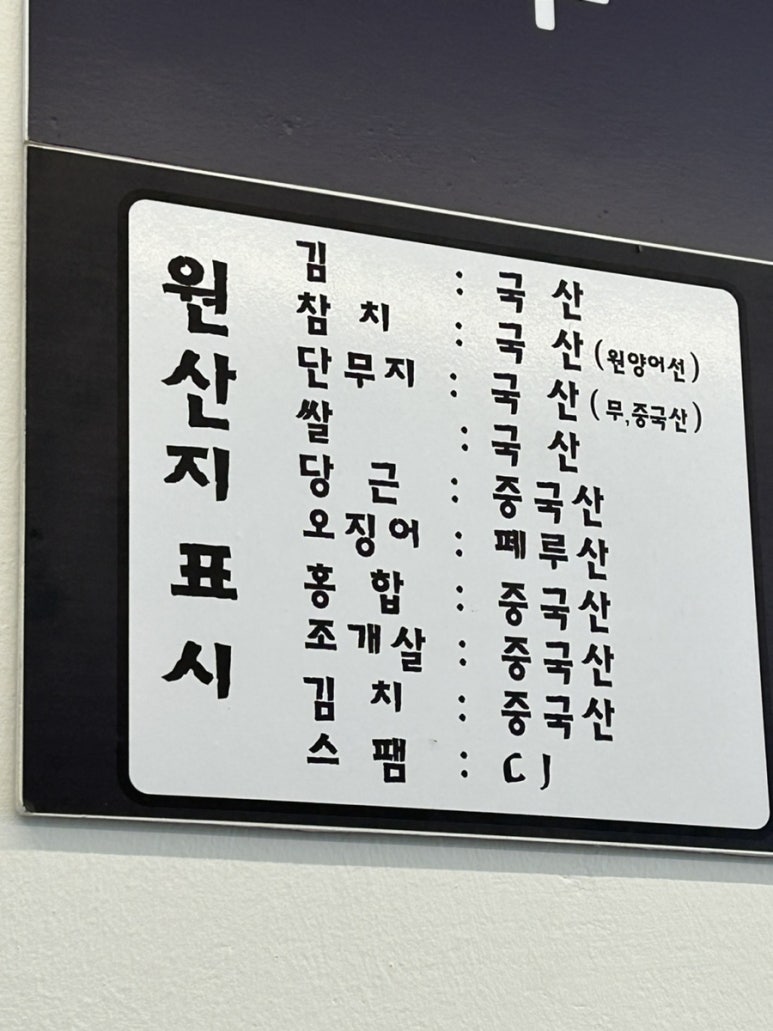 원산지 표시
김 : 국 산
참 치 : 국 산 (원양어선)
단 무 지 : 국 산 (무,중국산)
쌀 : 국 산
당 근 : 중 국 산
오 징 어 : 폐 루 산
홍 합 : 중 국 산
조 개 살 : 중 국 산
김 치 : 중 국 산
스 팸 : CJ